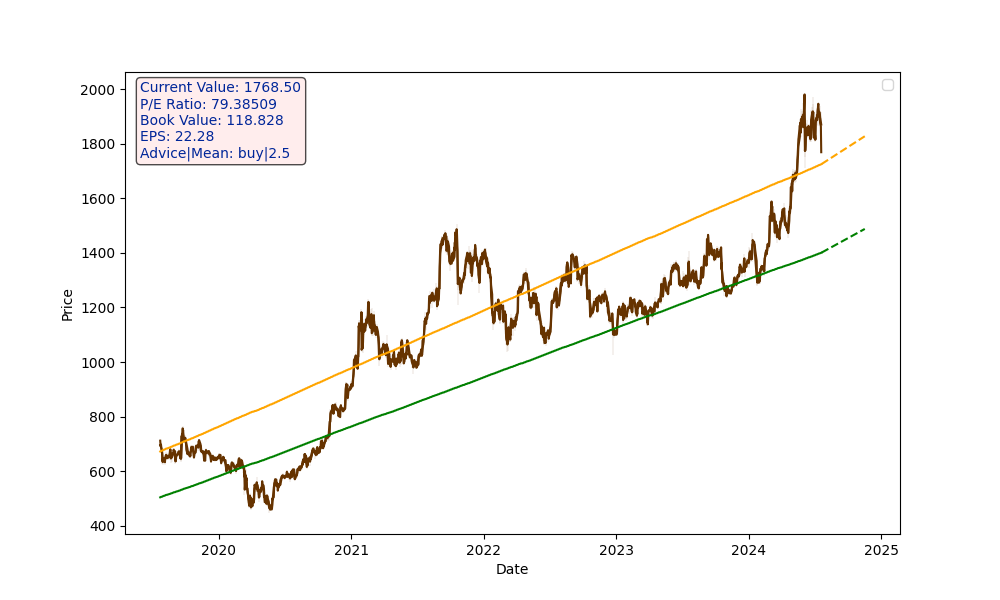 Current Value: 1768.50
P/E Ratio: 79.38509
Book Value: 118.828
EPS: 22.28
Advice|Mean: buy|2.5
2000
1800
1600
1400
1200
1000
800
600
400
Price
2020
2021
2022
2023
2024
2025
Date